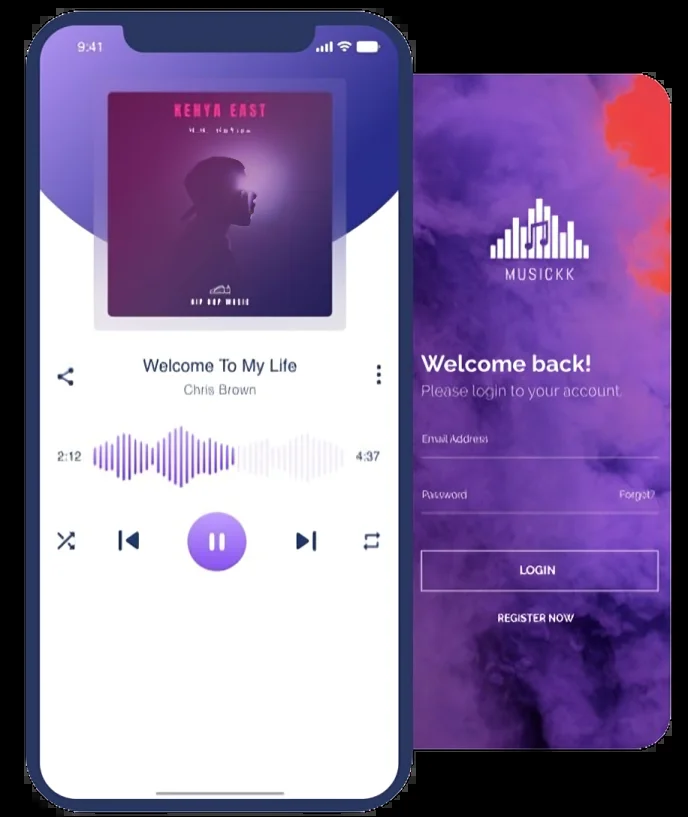 9:41
KENYA EAST
HIP HOP MUSIC
Welcome To My Life
Chris Brown
2:12
4:37
MUSICKK
Welcome back!
Please login to your account.
Email Address
Password
Forgot?
LOGIN
REGISTER NOW